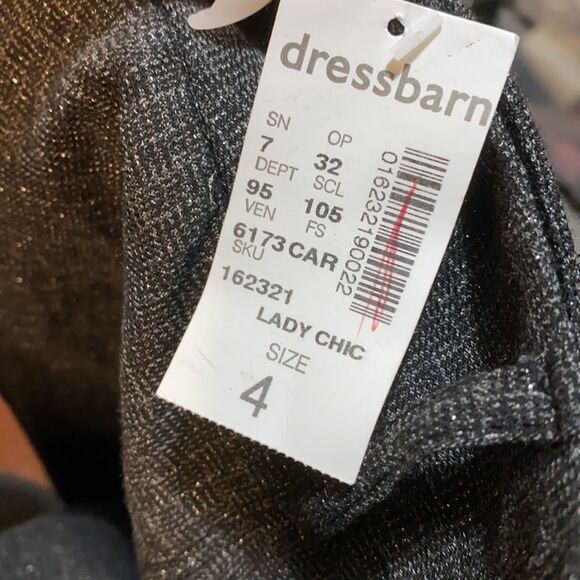 dressbarn
SN OP
7 32
DEPT SCL
95 105
VEN FS
6173 CAR
SKU
162321
LADY CHIC
SIZE
4
016232190022